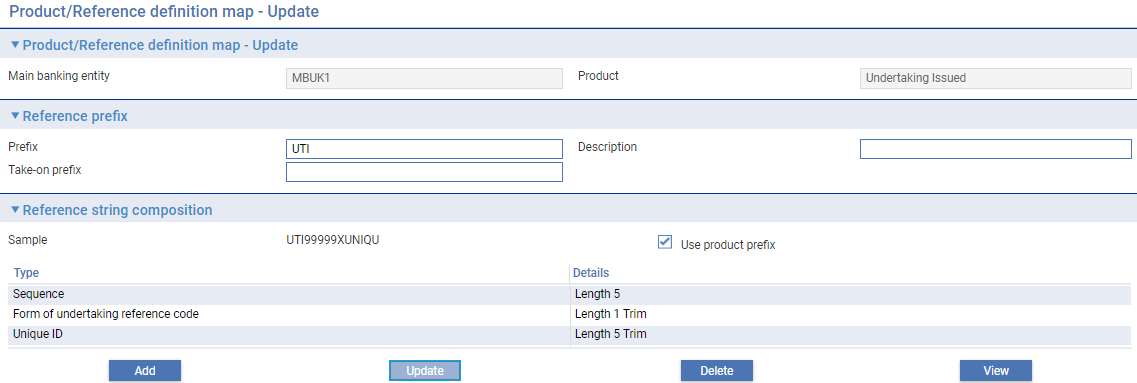 Product/Reference definition map - Update
Product/Reference definition map - Update
Main banking entity MBUK1 Product Undertaking Issued
Reference prefix
Prefix UTI Description
Take-on prefix
Reference string composition
Sample UTI99999XUNIQU Use product prefix
Type Details
Sequence Length 5
Form of undertaking reference code Length 1 Trim
Unique ID Length 5 Trim
Add Update Delete View